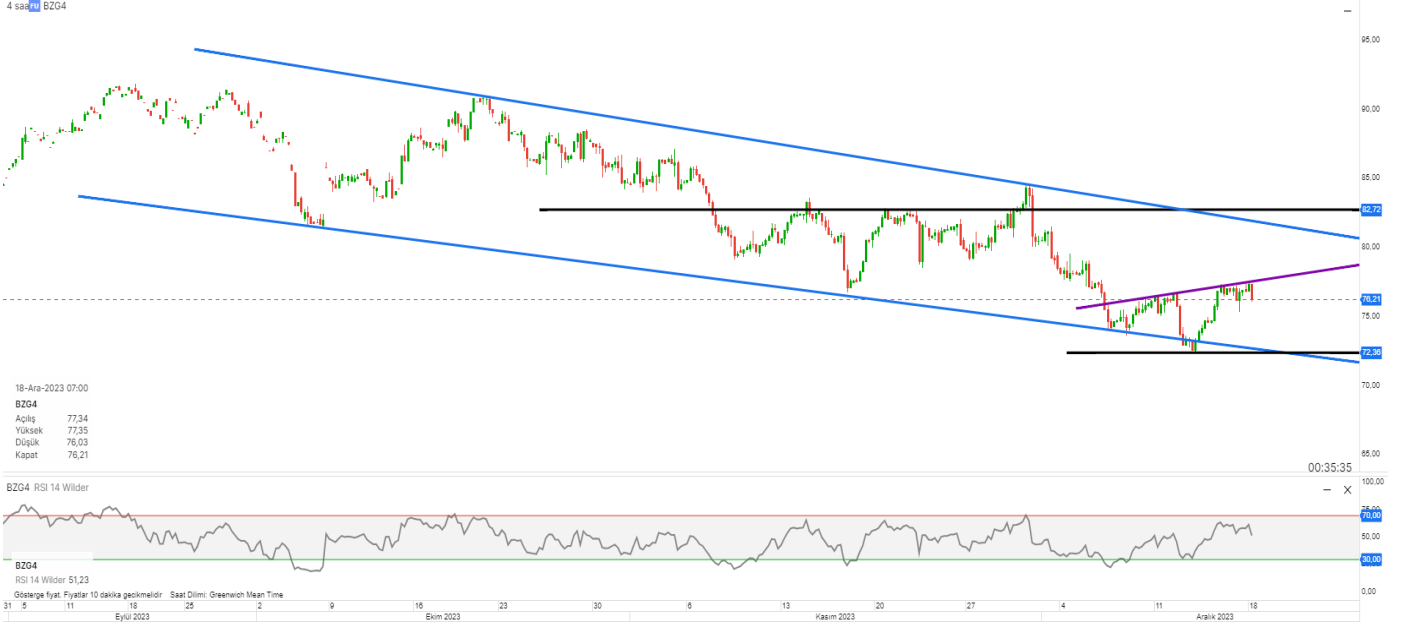 4 saa FU BZG4
95,00
90,00
85,00
82,72
80,00
76,21
75,00
72,36
70,00
65,00
18-Ara-2023 07:00
BZG4
Açılış 77,34
Yüksek 77,35
Düşük 76,03
Kapat 76,21
00:35:35
BZG4 RSI 14 Wilder
100,00
70,00
50,00
30,00
0,00
BZG4
RSI 14 Wilder 51,23
Gösterge fiyat. Fiyatlar 10 dakika gecikmelidir Saat Dilimi: Greenwich Mean Time
31 5 11 18 25 2 9 16 23 30 6 13 20 27 4 11 18
Eylül 2023 Ekim 2023 Kasım 2023 Aralık 2023